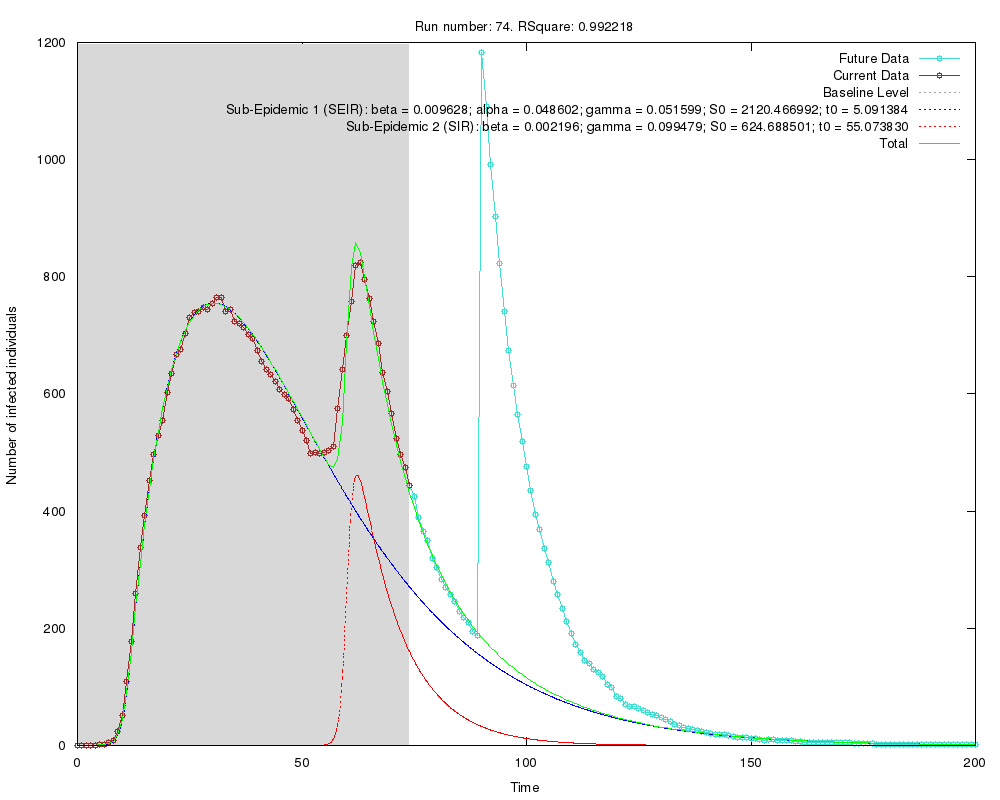 Run number: 74. RSquare: 0.992218
1200
1000
800
600
400
200
0
Number of infected individuals
Future Data
Current Data
Baseline Level
Sub-Epidemic 1 (SEIR): beta = 0.009628; alpha = 0.048602; gamma = 0.051599; S0 = 2120.466992; t0 = 5.091384
Sub-Epidemic 2 (SIR): beta = 0.002196; gamma = 0.099479; S0 = 624.688501; t0 = 55.073830
Total
0 50 100 150 200
Time